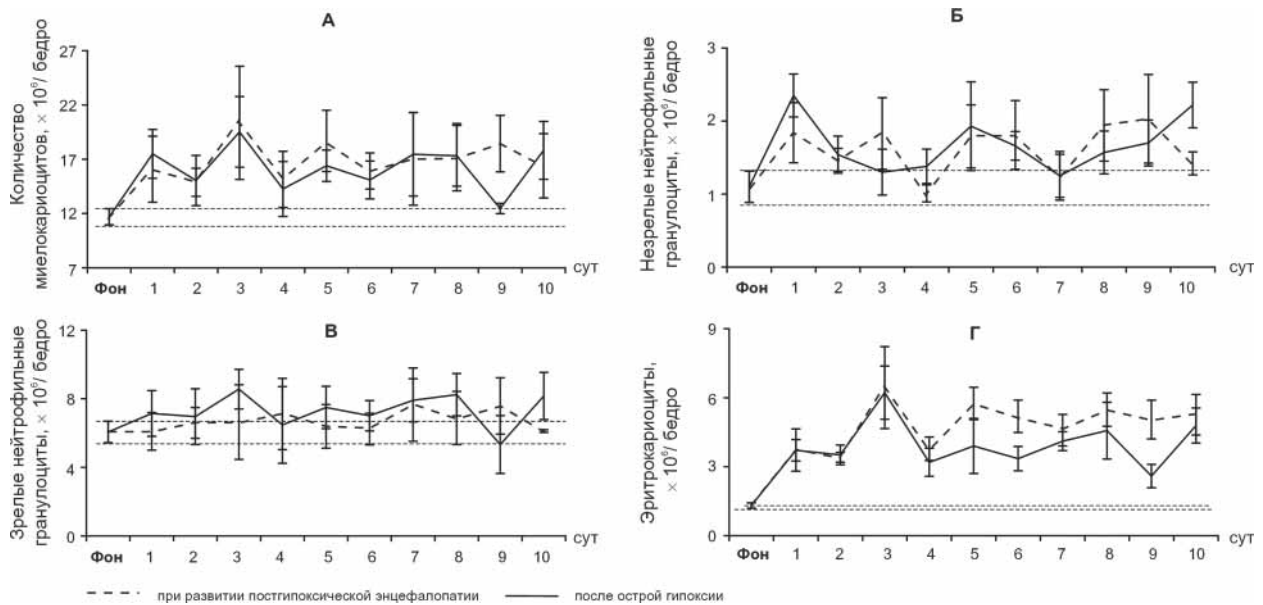 А
Количество
миелокариоцитов, × 10⁶/ бедро
27
22
17
12
7
Фон 1 2 3 4 5 6 7 8 9 10
сут
Б
Незрелые нейтрофильные
гранулоциты, × 10⁶/ бедро
3
2
1
0
Фон 1 2 3 4 5 6 7 8 9 10
сут
В
Зрелые нейтрофильные
гранулоциты, × 10⁶/ бедро
12
8
4
0
Фон 1 2 3 4 5 6 7 8 9 10
сут
Г
Эритрокариоциты,
× 10⁶/ бедро
9
6
3
0
Фон 1 2 3 4 5 6 7 8 9 10
сут
при развитии постгипоксической энцефалопатии
после острой гипоксии